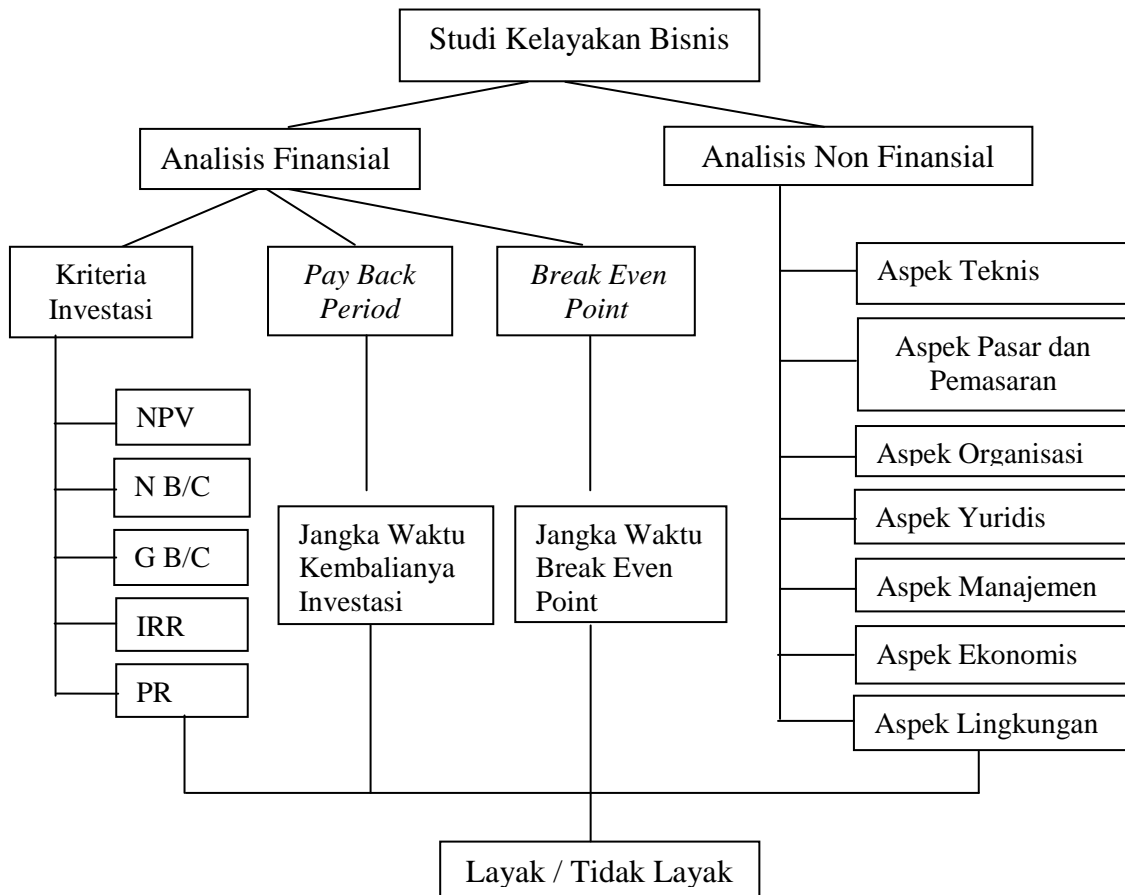 Studi Kelayakan Bisnis
Analisis Finansial
Analisis Non Finansial
Kriteria
Investasi
Pay Back
Period
Break Even
Point
NPV
N B/C
G B/C
IRR
PR
Jangka Waktu
Kembalianya
Investasi
Jangka Waktu
Break Even
Point
Aspek Teknis
Aspek Pasar dan
Pemasaran
Aspek Organisasi
Aspek Yuridis
Aspek Manajemen
Aspek Ekonomis
Aspek Lingkungan
Layak / Tidak Layak